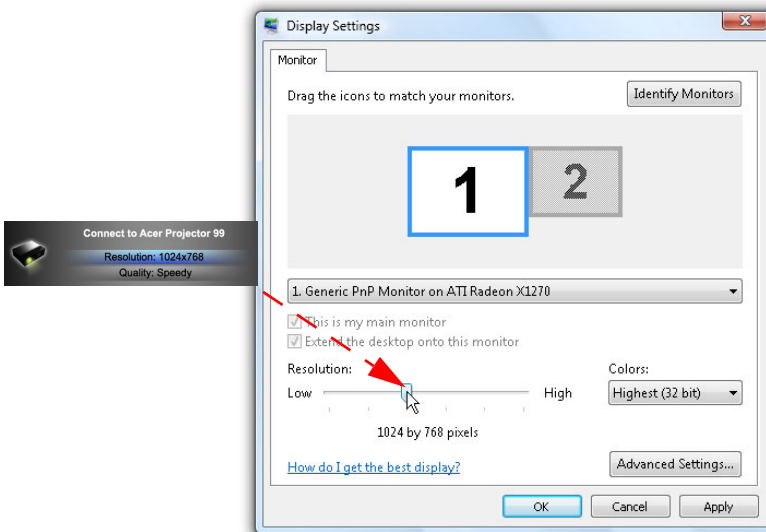 Display Settings
Monitor
Drag the icons to match your monitors.
Identify Monitors
1
2
Connect to Acer Projector 99
Resolution: 1024x768
Quality: Speedy
1. Generic PnP Monitor on ATI Radeon X1270
This is my main monitor
Extend the desktop onto this monitor
Resolution:
Colors:
Low
High
Highest (32 bit)
1024 by 768 pixels
How do I get the best display?
Advanced Settings...
OK
Cancel
Apply